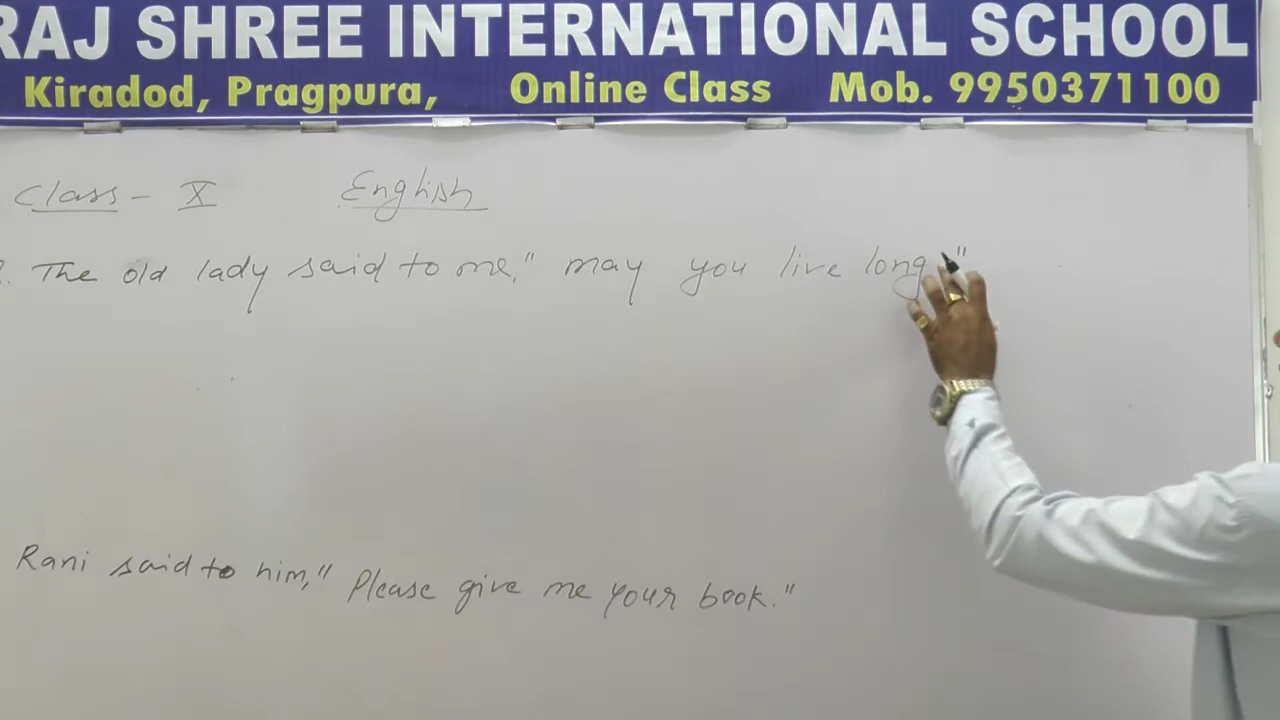 RAJ SHREE INTERNATIONAL SCHOOL
Kiradod, Pragpura, Online Class Mob. 9950371100
Class - X English
The old lady said to me," may you live long"
Rani said to him," Please give me your book."